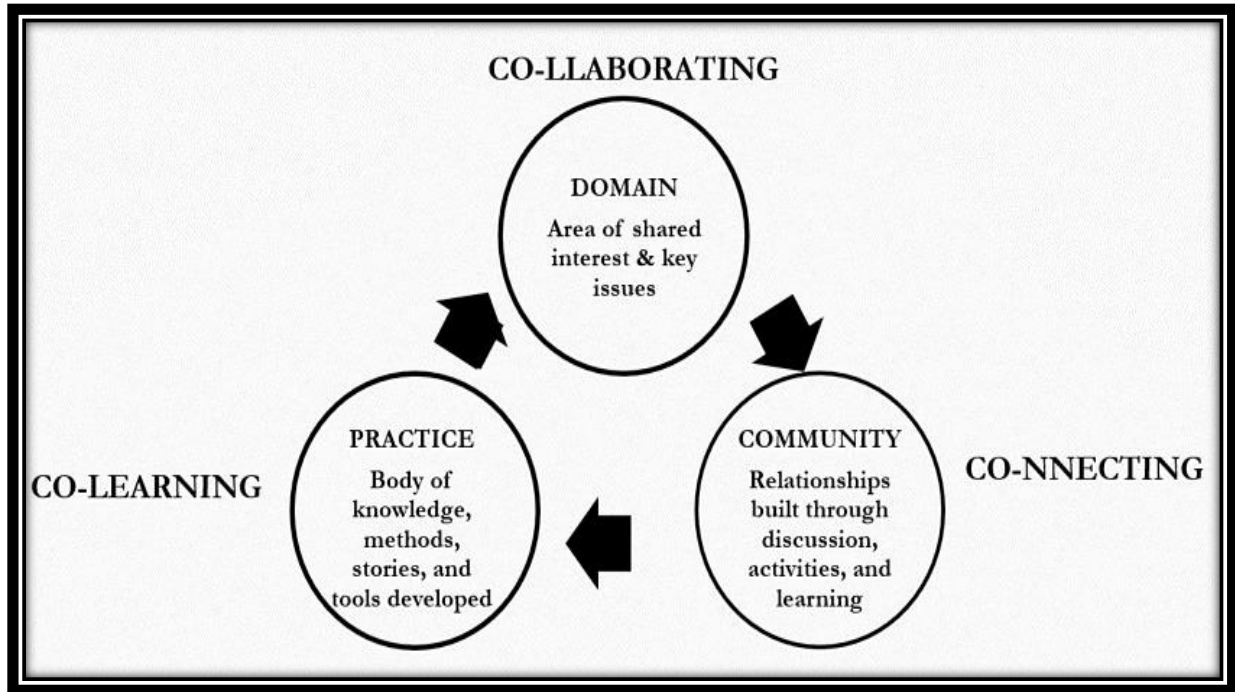 CO-LLABORATING
DOMAIN
Area of shared
interest & key
issues
PRACTICE
Body of
knowledge,
methods,
stories, and
tools developed
COMMUNITY
Relationships
built through
discussion,
activities, and
learning
CO-LEARNING
CO-NNECTING